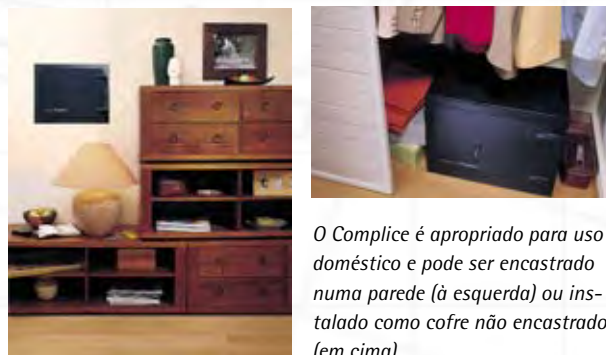 O Complice é apropriado para uso
doméstico e pode ser encastrado
numa parede (à esquerda) ou ins-
talado como cofre não encastrado
(em cima)